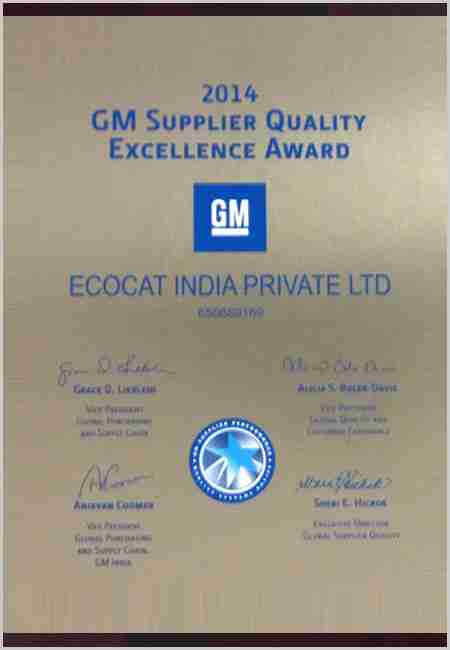 2014
GM SUPPLIER QUALITY
EXCELLENCE AWARD
GM
ECOCAT INDIA PRIVATE LTD
GRACE D. LIEBLEIN
VICE PRESIDENT
GLOBAL PURCHASING
AND SUPPLY CHAIN
ALICIA S. BOLER-DAVIS
VICE PRESIDENT
GLOBAL QUALITY AND
CUSTOMER EXPERIENCE
SUPPLIER PERFORMANCE
QUALITY SYSTEMS
ANIRVAN COOMER
VICE PRESIDENT
GLOBAL PURCHASING
AND SUPPLY CHAIN,
GM INDIA
SHERI E. HICKOK
EXECUTIVE DIRECTOR
GLOBAL SUPPLIER QUALITY